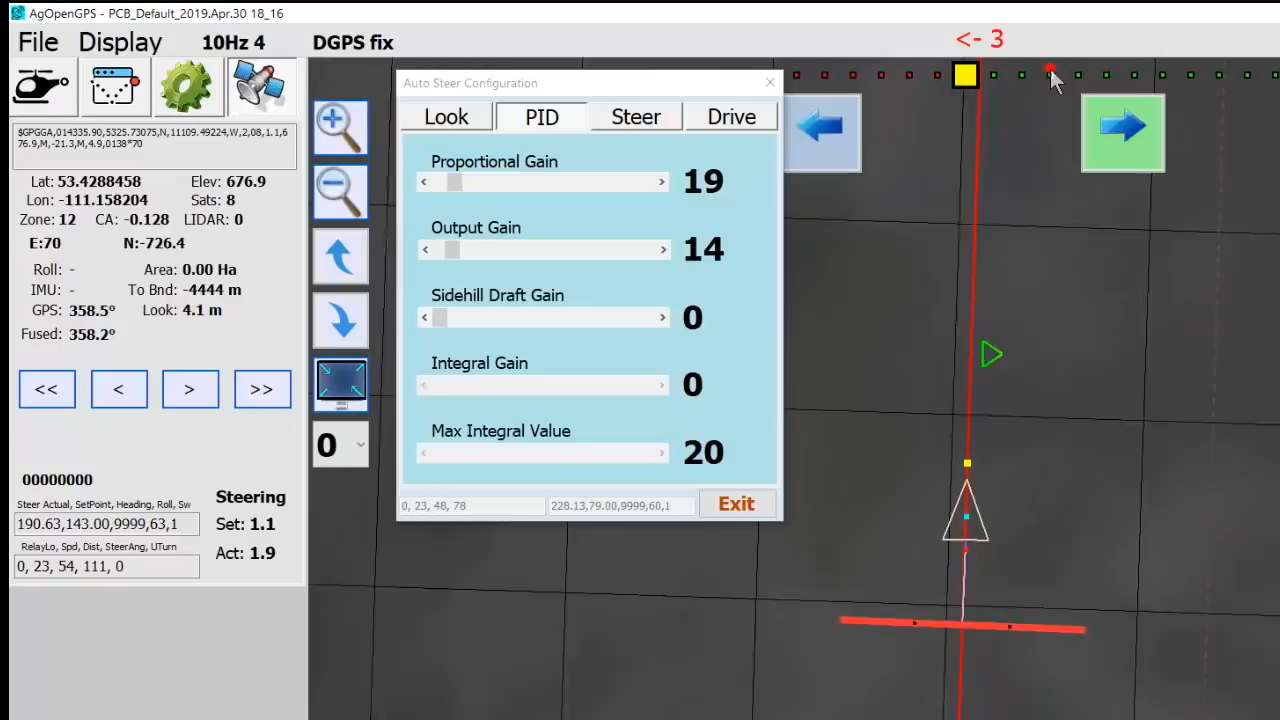 AgOpenGPS - PCB_Default_2019.Apr.30 18_16
File Display 10Hz 4 DGPS fix
<- 3
$GPGGA,014335.90,5325.73075,N,11109.49224,W,2,08,1.1,6
76.9,M,-21.3,M,4.9,0138*70
Lat: 53.4288458 Elev: 676.9
Lon: -111.158204 Sats: 8
Zone: 12 CA: -0.128 LIDAR: 0
E:70 N:-726.4
Roll: - Area: 0.00 Ha
IMU: - To Bnd: -4444 m
GPS: 358.5° Look: 4.1 m
Fused: 358.2°
<< < > >>
0
00000000
Steer Actual, SetPoint, Heading, Roll, Sw
190.63,143.00,9999,63,1
RelayLo, Spd, Dist, SteerAng, UTurn
0, 23, 54, 111, 0
Steering
Set: 1.1
Act: 1.9
Auto Steer Configuration
Look PID Steer Drive
Proportional Gain
19
Output Gain
14
Sidehill Draft Gain
0
Integral Gain
0
Max Integral Value
20
0, 23, 48, 78
228.13,79.00,9999,60,1
Exit